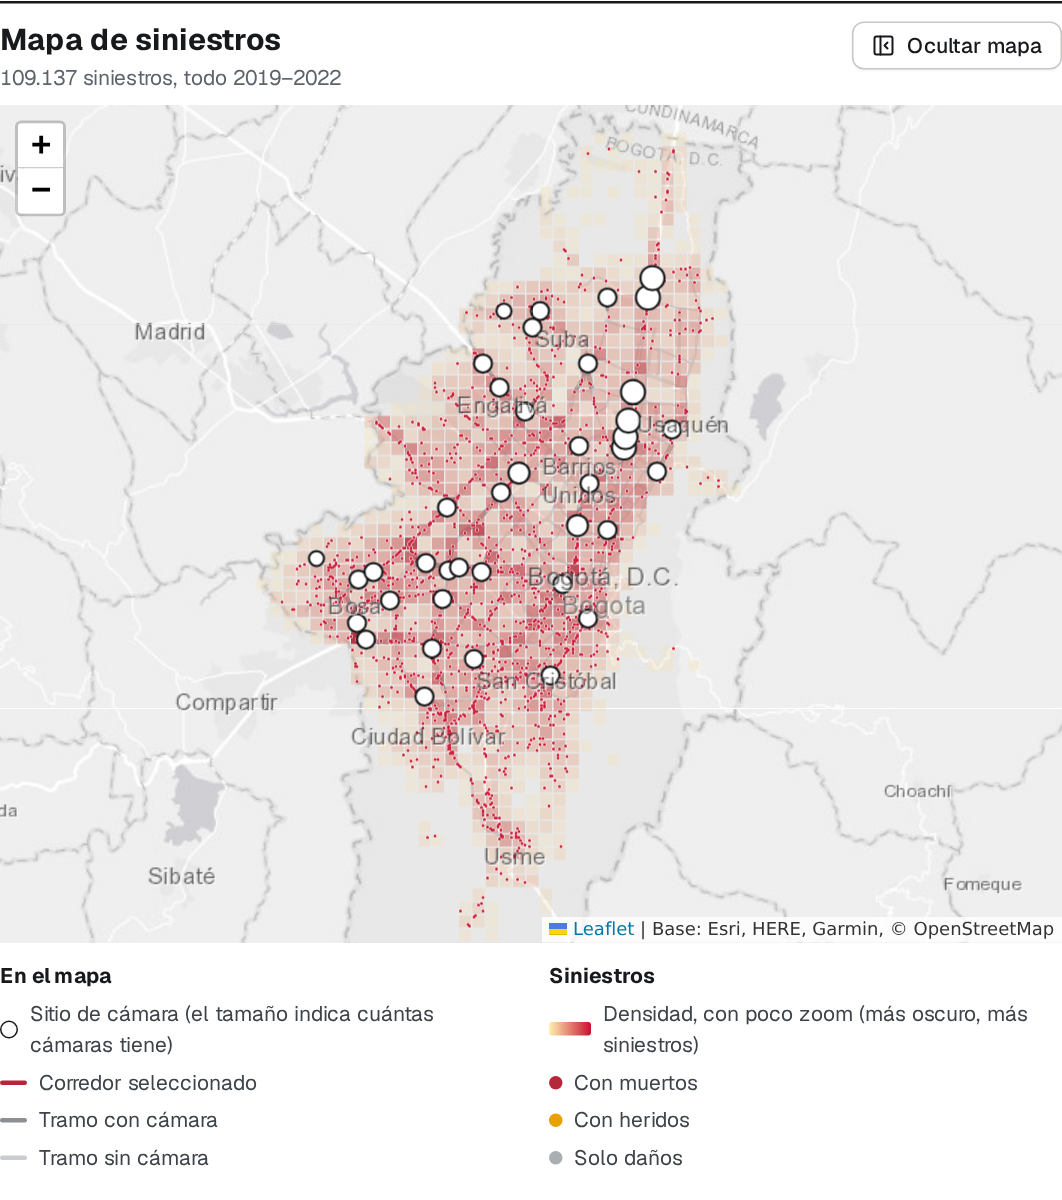 Mapa de siniestros
Ocultar mapa
109.137 siniestros, todo 2019–2022
+
−
CUNDINAMARCA
BOGOTÁ, D.C.
Madrid
Suba
Engativá
Usaquén
Barrios
Unidos
Bogotá, D.C.
Bogota
Bosa
San Cristóbal
Compartir
Ciudad Bolívar
Choachí
da
Usme
Sibaté
Fomeque
Leaflet | Base: Esri, HERE, Garmin, © OpenStreetMap
En el mapa
Sitio de cámara (el tamaño indica cuántas
cámaras tiene)
Corredor seleccionado
Tramo con cámara
Tramo sin cámara
Siniestros
Densidad, con poco zoom (más oscuro, más
siniestros)
Con muertos
Con heridos
Solo daños